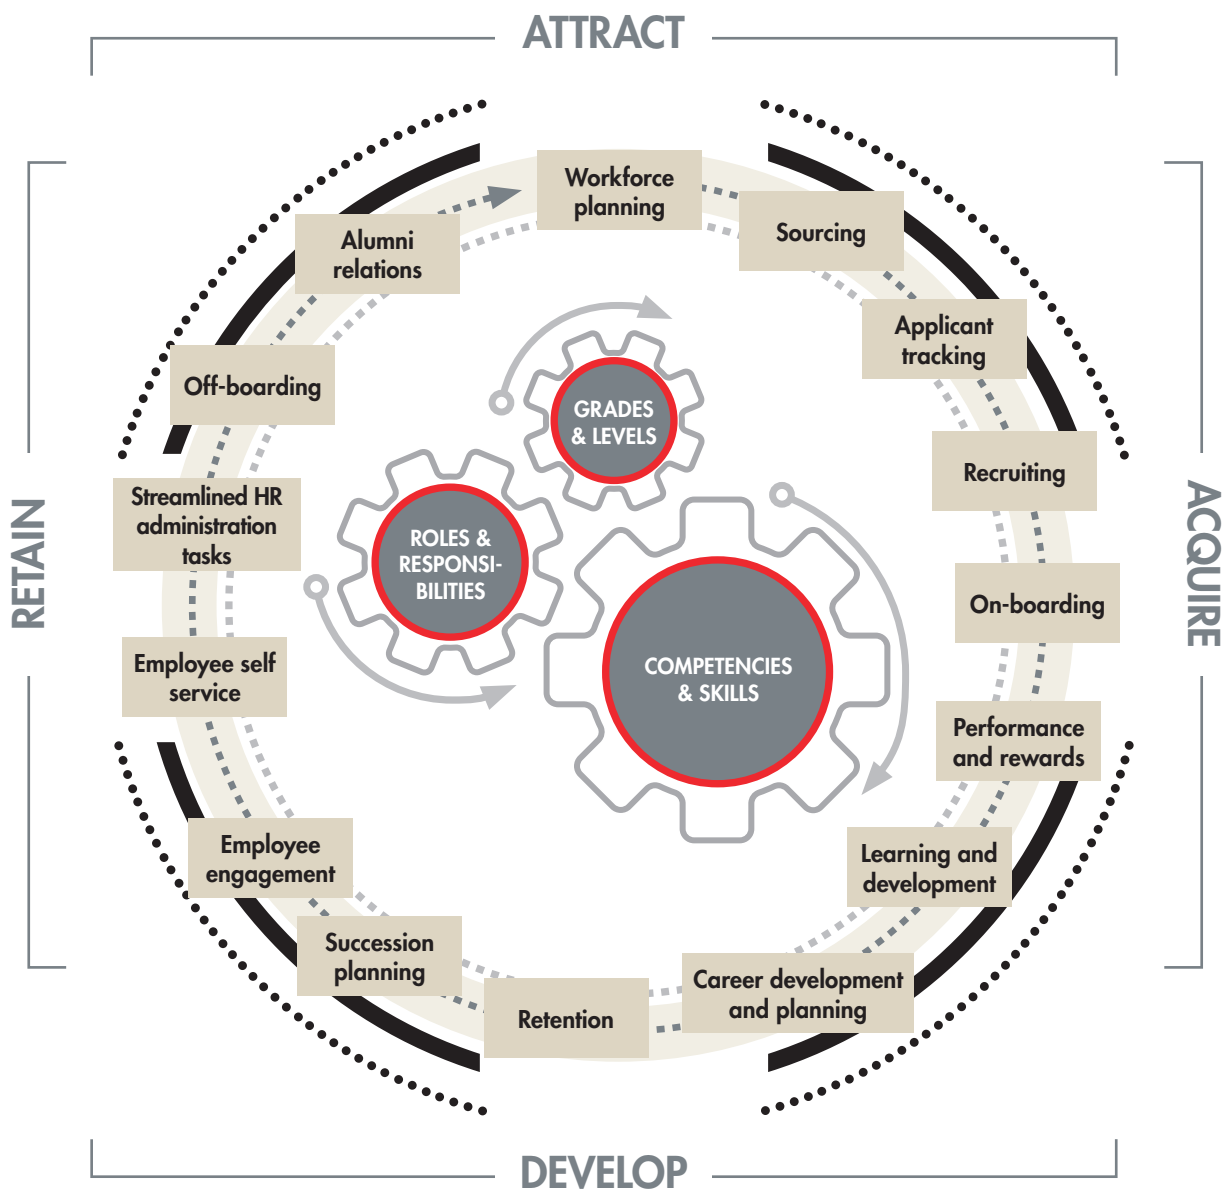 ATTRACT
Workforce
planning
Sourcing
Applicant
tracking
Recruiting
On-boarding
Performance
and rewards
Learning and
development
Career development
and planning
Retention
Succession
planning
Employee
engagement
Employee self
service
Streamlined HR
administration
tasks
Off-boarding
Alumni
relations
GRADES
& LEVELS
ROLES &
RESPONSI-
BILITIES
COMPETENCIES
& SKILLS
RETAIN
ACQUIRE
DEVELOP